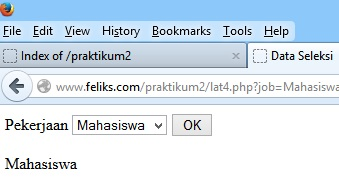 File Edit View History Bookmarks Tools Help
Index of /praktikum2 × Data Seleksi
www.feliks.com/praktikum2/lat4.php?job=Mahasiswa
Pekerjaan Mahasiswa OK
Mahasiswa